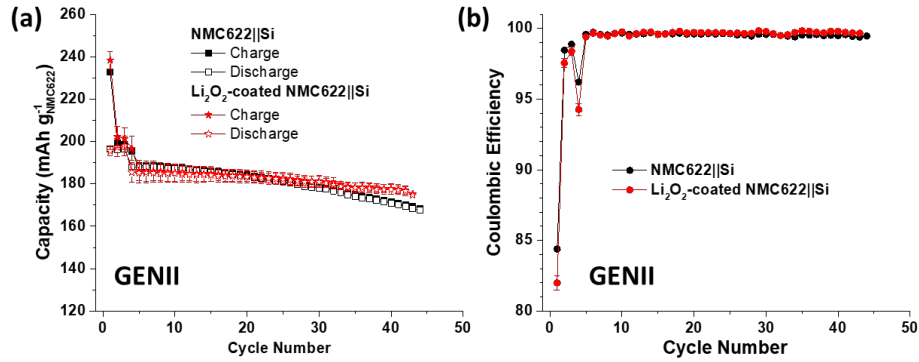 (a)
Capacity (mAh g⁻¹NMC622)
260
240
220
200
180
160
140
120
NMC622||Si
Charge
Discharge
Li₂O₂-coated NMC622||Si
Charge
Discharge
GENII
0 10 20 30 40 50
Cycle Number
(b)
Coulombic Efficiency
100
95
90
85
80
NMC622||Si
Li₂O₂-coated NMC622||Si
GENII
0 10 20 30 40 50
Cycle Number